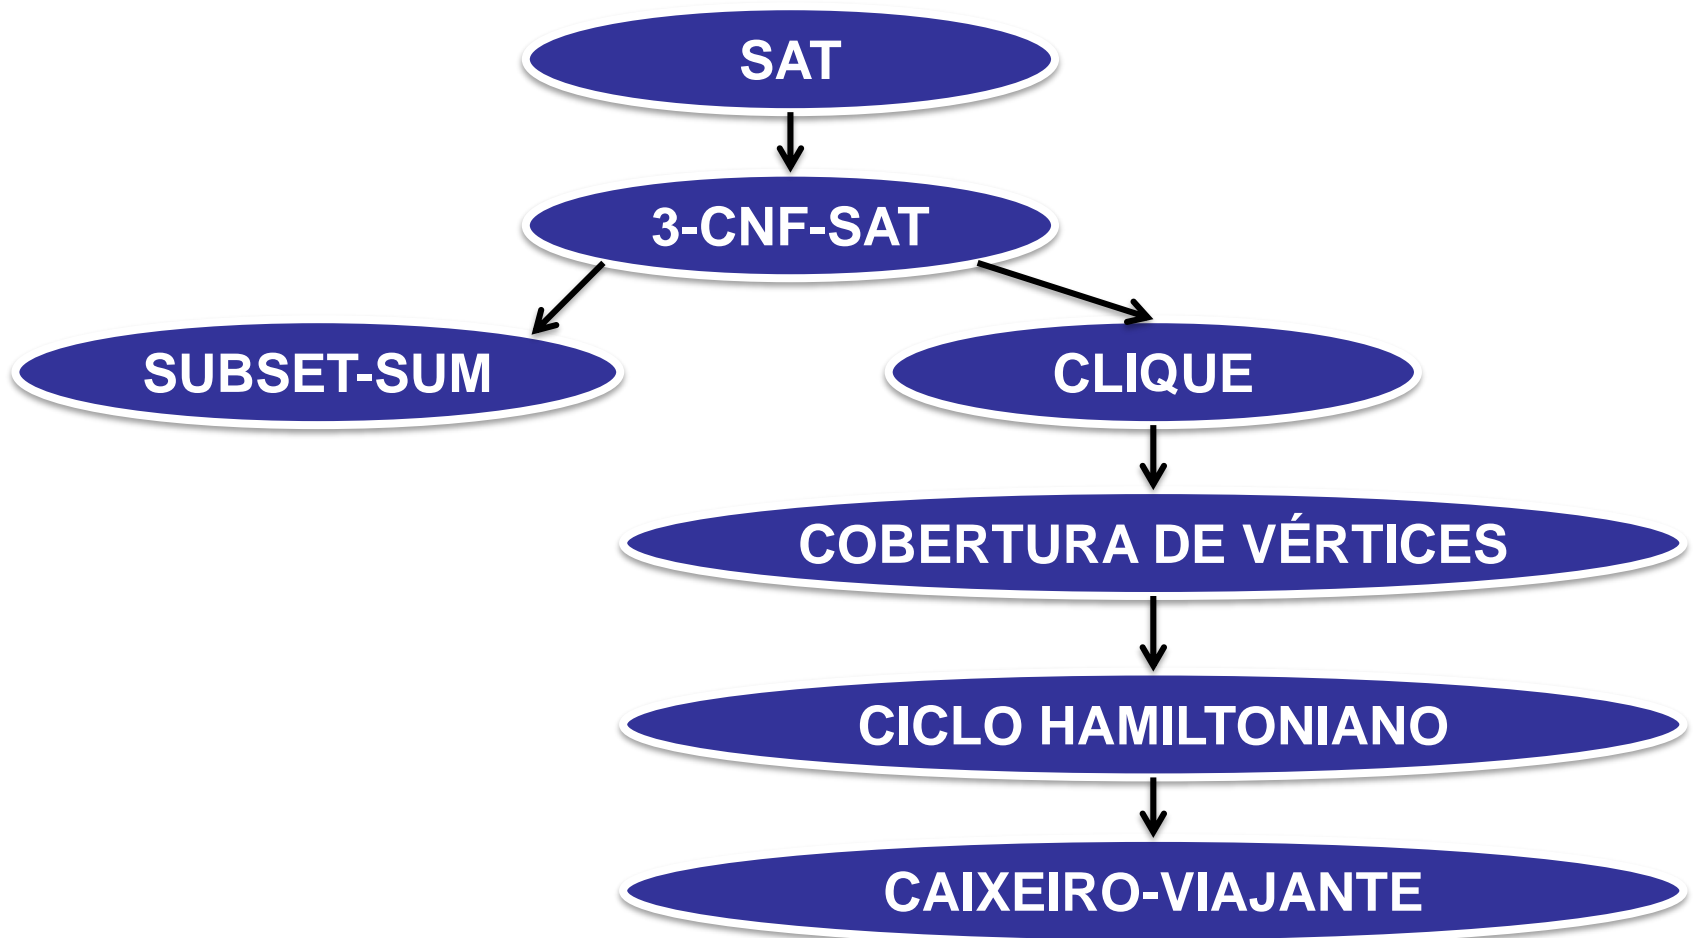 SAT
3-CNF-SAT
SUBSET-SUM
CLIQUE
COBERTURA DE VÉRTICES
CICLO HAMILTONIANO
CAIXEIRO-VIAJANTE